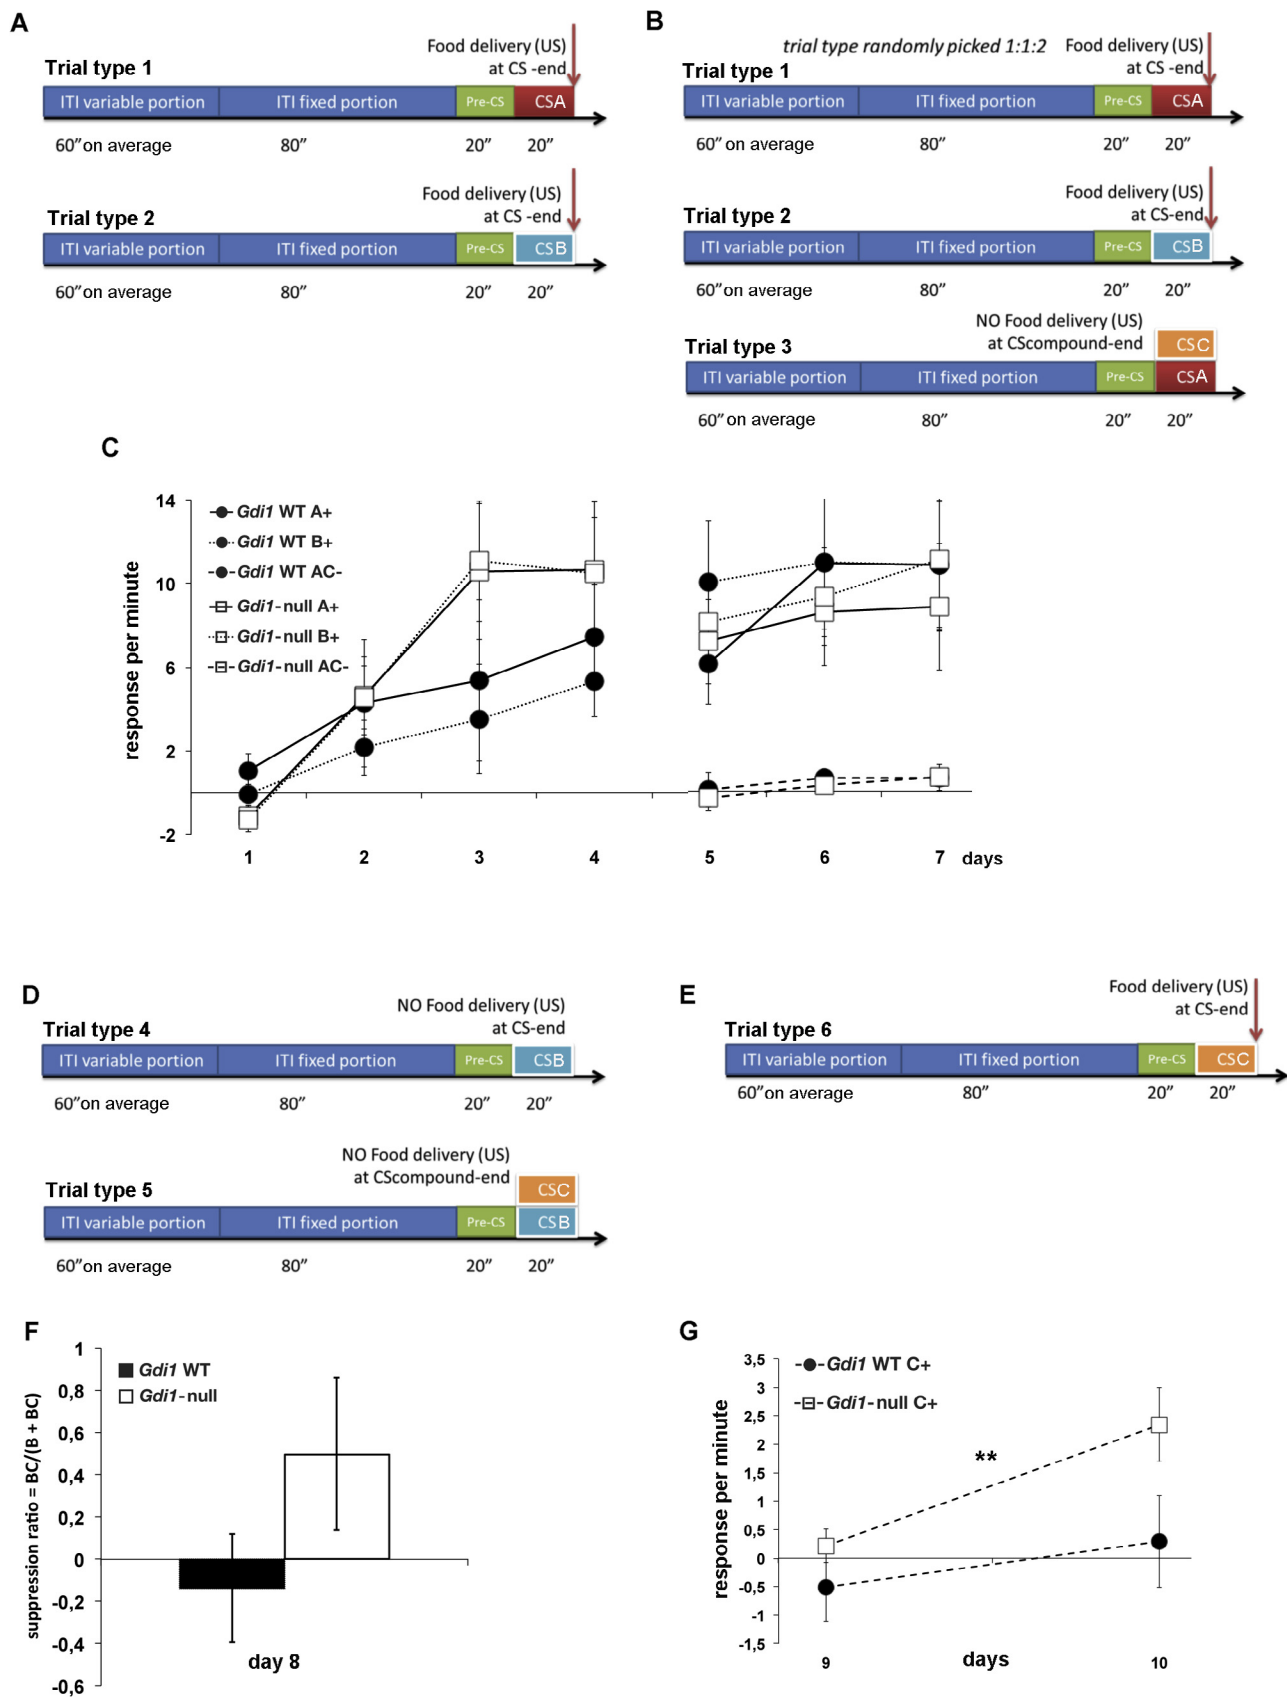 A
Food delivery (US)
at CS -end
Trial type 1
ITI variable portion ITI fixed portion Pre-CS CSA
60” on average 80” 20” 20”
Food delivery (US)
at CS -end
Trial type 2
ITI variable portion ITI fixed portion Pre-CS CSB
60” on average 80” 20” 20”
B
trial type randomly picked 1:1:2 Food delivery (US)
at CS -end
Trial type 1
ITI variable portion ITI fixed portion Pre-CS CSA
60” on average 80” 20” 20”
Food delivery (US)
at CS-end
Trial type 2
ITI variable portion ITI fixed portion Pre-CS CSB
60” on average 80” 20” 20”
NO Food delivery (US)
at CScompound-end
CSC
Trial type 3
ITI variable portion ITI fixed portion Pre-CS CSA
60” on average 80” 20” 20”
C
response per minute
14
10
6
2
-2
Gdi1 WT A+
Gdi1 WT B+
Gdi1 WT AC-
Gdi1-null A+
Gdi1-null B+
Gdi1-null AC-
1 2 3 4 5 6 7 days
D
NO Food delivery (US)
at CS-end
Trial type 4
ITI variable portion ITI fixed portion Pre-CS CSB
60” on average 80” 20” 20”
NO Food delivery (US)
at CScompound-end
CSC
Trial type 5
ITI variable portion ITI fixed portion Pre-CS CSB
60” on average 80” 20” 20”
E
Food delivery (US)
at CS-end
Trial type 6
ITI variable portion ITI fixed portion Pre-CS CSC
60” on average 80” 20” 20”
F
suppression ratio = BC/(B + BC)
1
0,8
0,6
0,4
0,2
0
-0,2
-0,4
-0,6
Gdi1 WT
Gdi1-null
day 8
G
response per minute
3,5
3
2,5
2
1,5
1
0,5
0
-0,5
-1
-1,5
Gdi1 WT C+
Gdi1-null C+
**
9 days 10